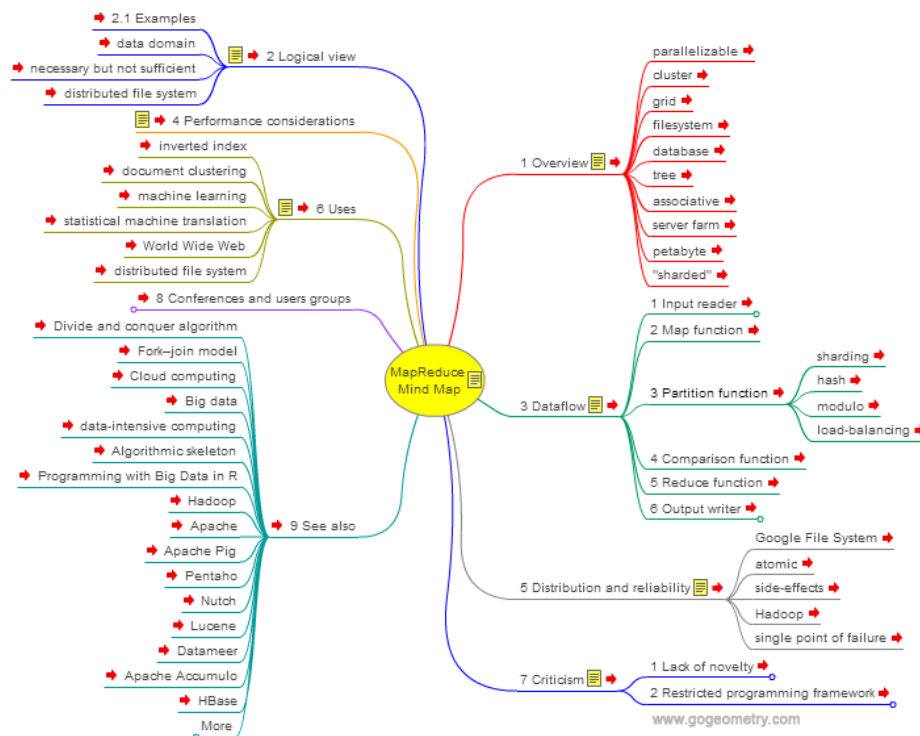 MapReduce
Mind Map
1 Overview
parallelizable
cluster
grid
filesystem
database
tree
associative
server farm
petabyte
"sharded"
2 Logical view
2.1 Examples
data domain
necessary but not sufficient
distributed file system
3 Dataflow
1 Input reader
2 Map function
3 Partition function
sharding
hash
modulo
load-balancing
4 Comparison function
5 Reduce function
6 Output writer
4 Performance considerations
5 Distribution and reliability
Google File System
atomic
side-effects
Hadoop
single point of failure
6 Uses
inverted index
document clustering
machine learning
statistical machine translation
World Wide Web
distributed file system
7 Criticism
1 Lack of novelty
2 Restricted programming framework
8 Conferences and users groups
9 See also
Divide and conquer algorithm
Fork–join model
Cloud computing
Big data
data-intensive computing
Algorithmic skeleton
Programming with Big Data in R
Hadoop
Apache
Apache Pig
Pentaho
Nutch
Lucene
Datameer
Apache Accumulo
HBase
More
www.gogeometry.com